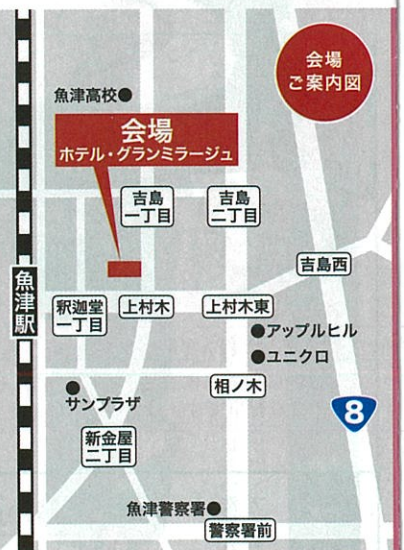 会場
ご案内図
魚津高校●
会場
ホテル・グランミラージュ
吉島
一丁目
吉島
二丁目
吉島西
魚津駅
釈迦堂
一丁目
上村木
上村木東
●アップルヒル
●ユニクロ
相ノ木
8
●
サンプラザ
新金屋
二丁目
魚津警察署●
警察署前